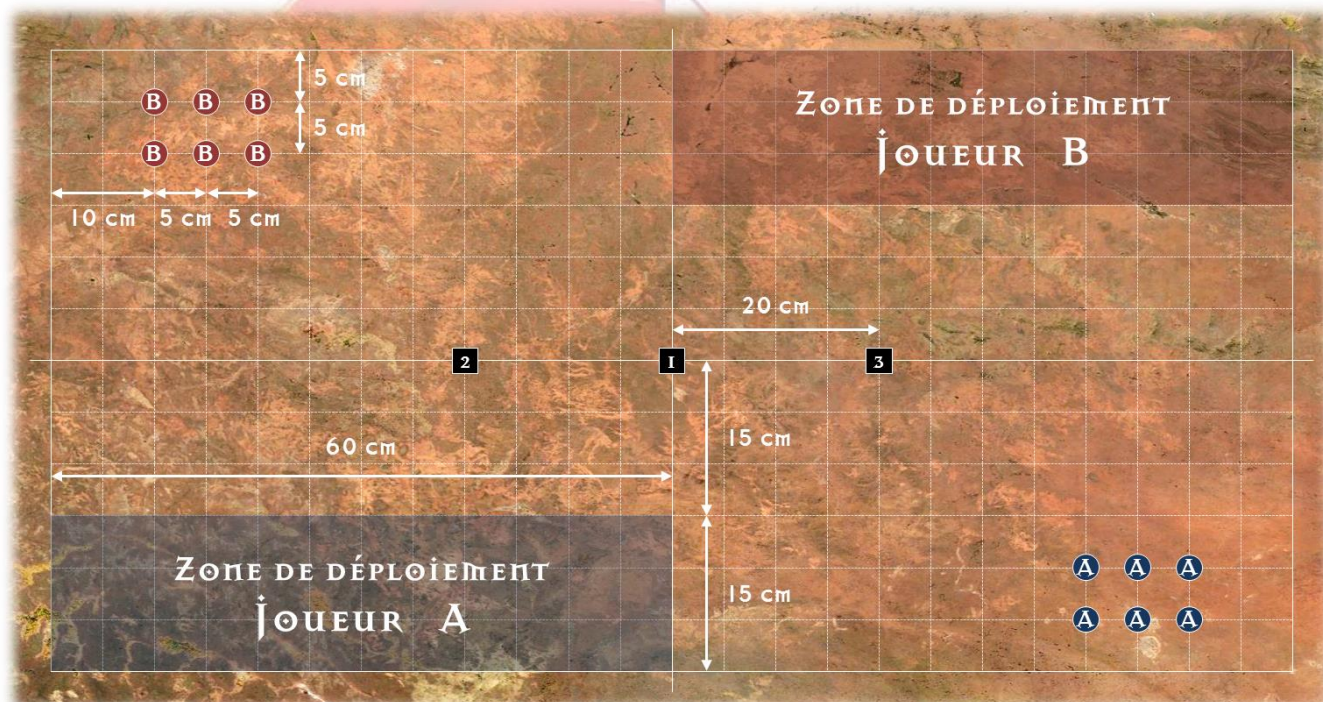 5 cm
B B B
Zone de déploiement
Joueur B
5 cm
B B B
10 cm 5 cm 5 cm
20 cm
2 1 3
15 cm
60 cm
Zone de déploiement
Joueur A
15 cm
A A A
A A A